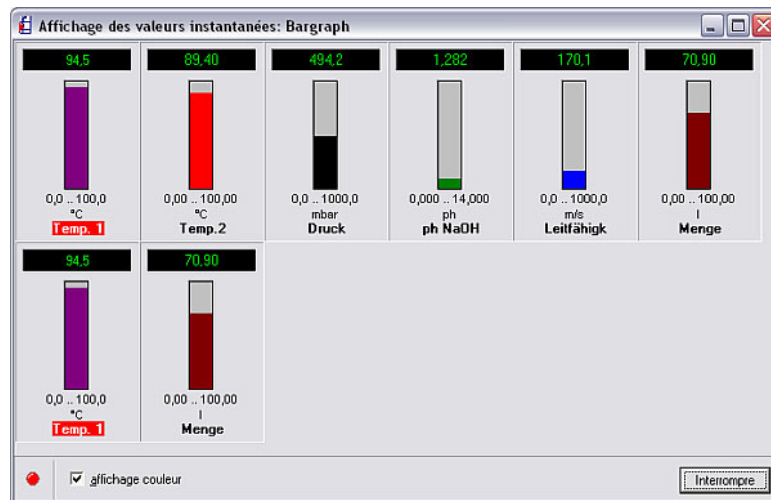 Affichage des valeurs instantanées: Bargraph
94,5 89,40 494,2 1,282 170,1 70,90
0,0 .. 100,0 0,00 .. 100,00 0,0 .. 1000,0 0,000 .. 14,000 0,0 .. 1000,0 0,00 .. 100,00
°C °C mbar ph m/s l
Temp. 1 Temp.2 Druck ph NaOH Leitfähigk Menge
94,5 70,90
0,0 .. 100,0 0,00 .. 100,00
°C l
Temp. 1 Menge
affichage couleur Interrompre